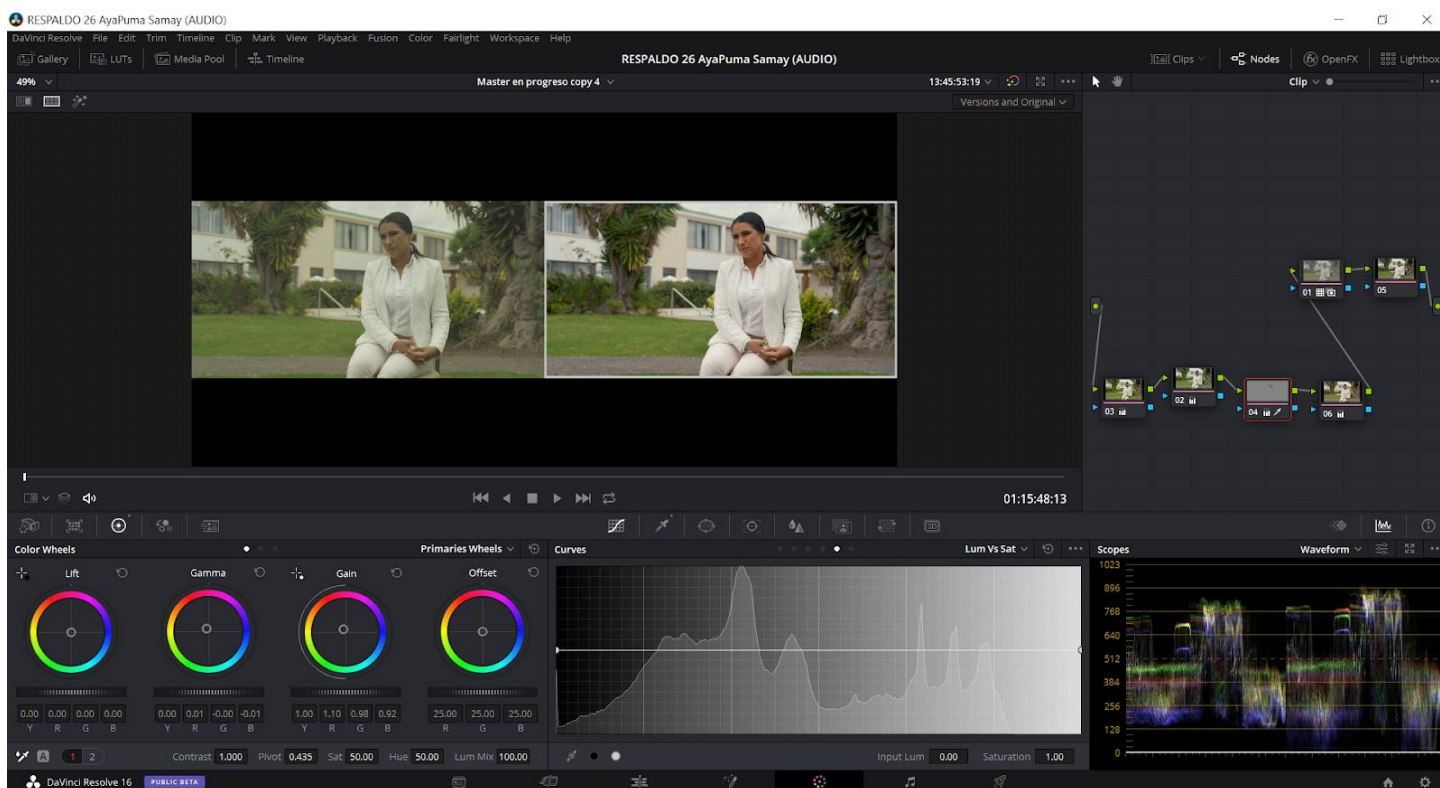 RESPALDO 26 AyaPuma Samay (AUDIO)
DaVinci Resolve File Edit Trim Timeline Clip Mark View Playback Fusion Color Fairlight Workspace Help
Gallery LUTs Media Pool Timeline RESPALDO 26 AyaPuma Samay (AUDIO) Clips Nodes OpenFX Lightbox
49% Master en progreso copy 4 13:45:53:19 Clip
Versions and Original
01 05
03 02 04 06
01:15:48:13
Color Wheels Primaries Wheels Curves Lum Vs Sat Scopes Waveform
Lift Gamma Gain Offset
1023
896
768
640
512
384
256
128
0
0.00 0.00 0.00 0.00 0.00 0.01 -0.00 -0.01 1.00 1.10 0.98 0.92 25.00 25.00 25.00
Y R G B Y R G B Y R G B R G B
A 1 2 Contrast 1.000 Pivot 0.435 Sat 50.00 Hue 50.00 Lum Mix 100.00 Input Lum 0.00 Saturation 1.00
DaVinci Resolve 16 PUBLIC BETA